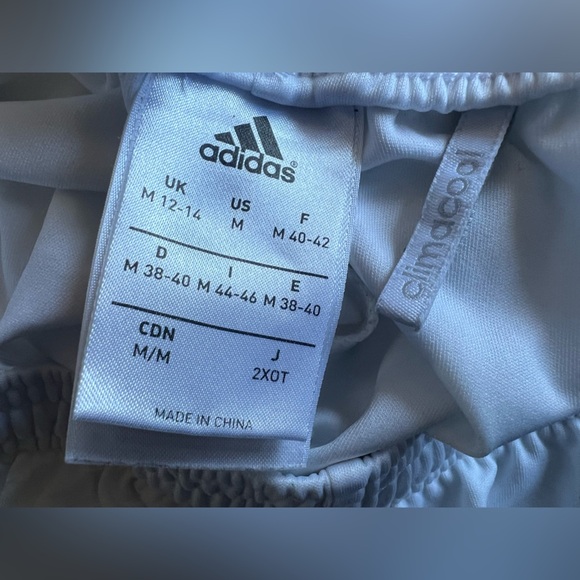 adidas®
UK US F
M 12-14 M M 40-42
D I E
M 38-40 M 44-46 M 38-40
CDN J
M/M 2XOT
MADE IN CHINA
climacool